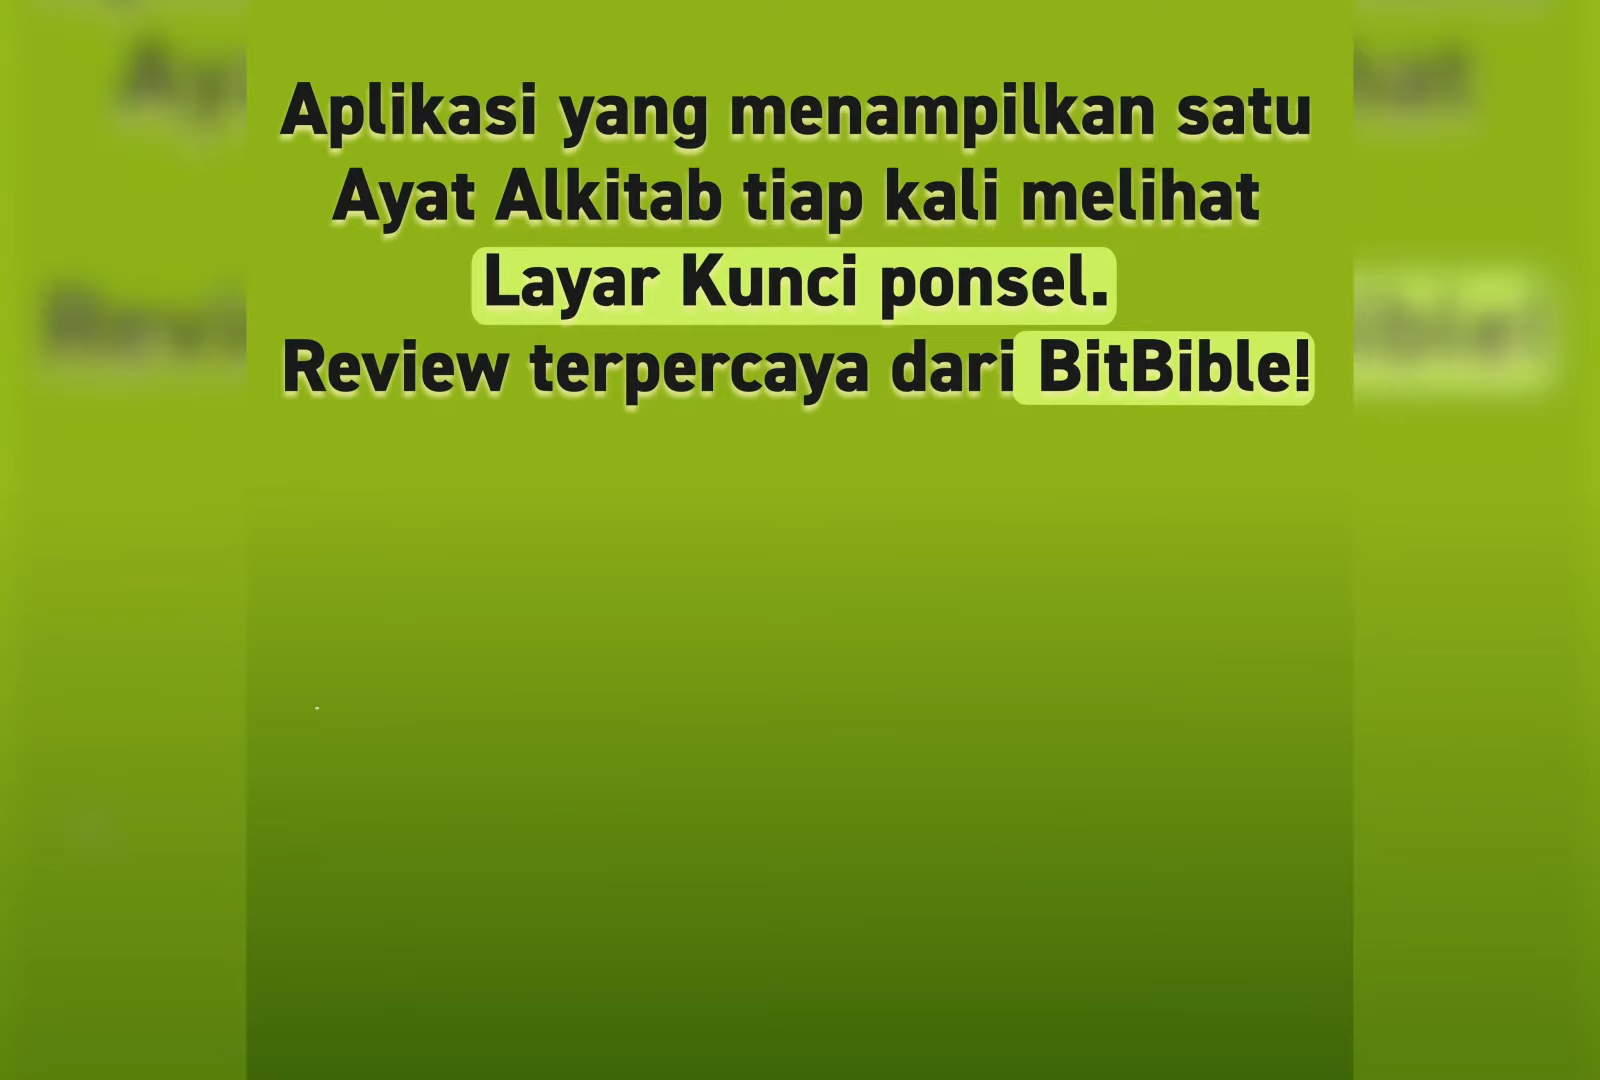 Aplikasi yang menampilkan satu
Ayat Alkitab tiap kali melihat
Layar Kunci ponsel.
Review terpercaya dari BitBible!